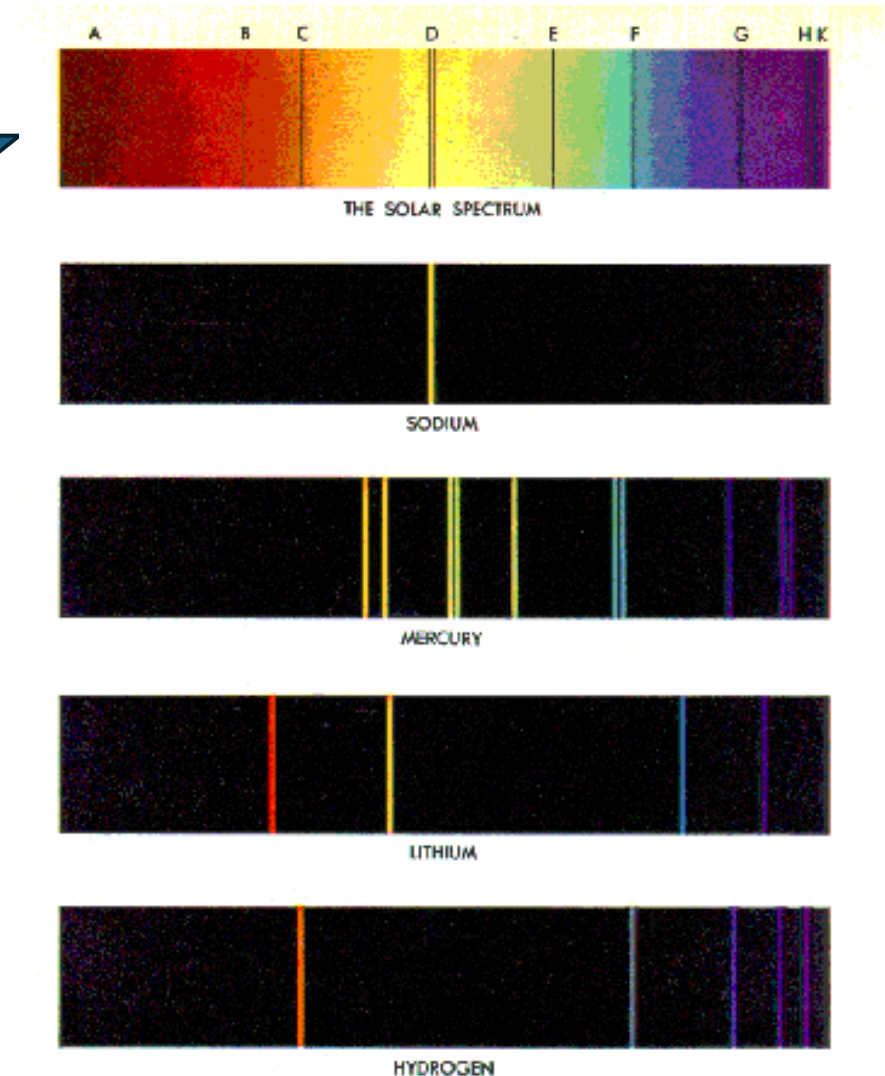 A B C D E F G H K
THE SOLAR SPECTRUM
SODIUM
MERCURY
LITHIUM
HYDROGEN